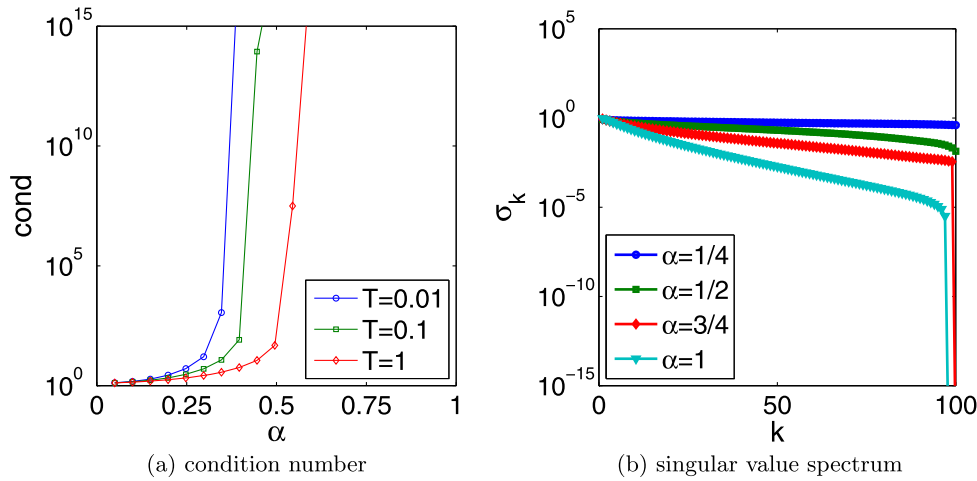 10^15
10^10
10^5
10^0
cond
0 0.25 0.5 0.75 1
α
T=0.01
T=0.1
T=1
(a) condition number
10^5
10^0
10^−5
10^−10
10^−15
σ_k
0 50 100
k
α=1/4
α=1/2
α=3/4
α=1
(b) singular value spectrum